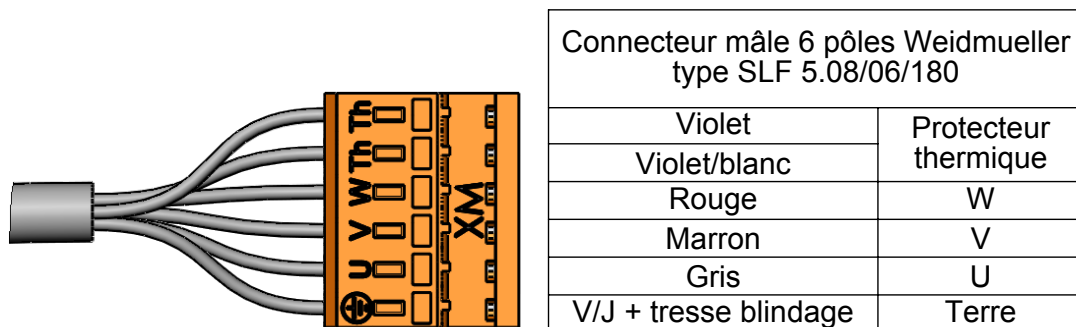 Th
Th
W
V
U
XM
Connecteur mâle 6 pôles Weidmueller
type SLF 5.08/06/180
Violet
Protecteur
thermique
Violet/blanc
Rouge
W
Marron
V
Gris
U
V/J + tresse blindage
Terre